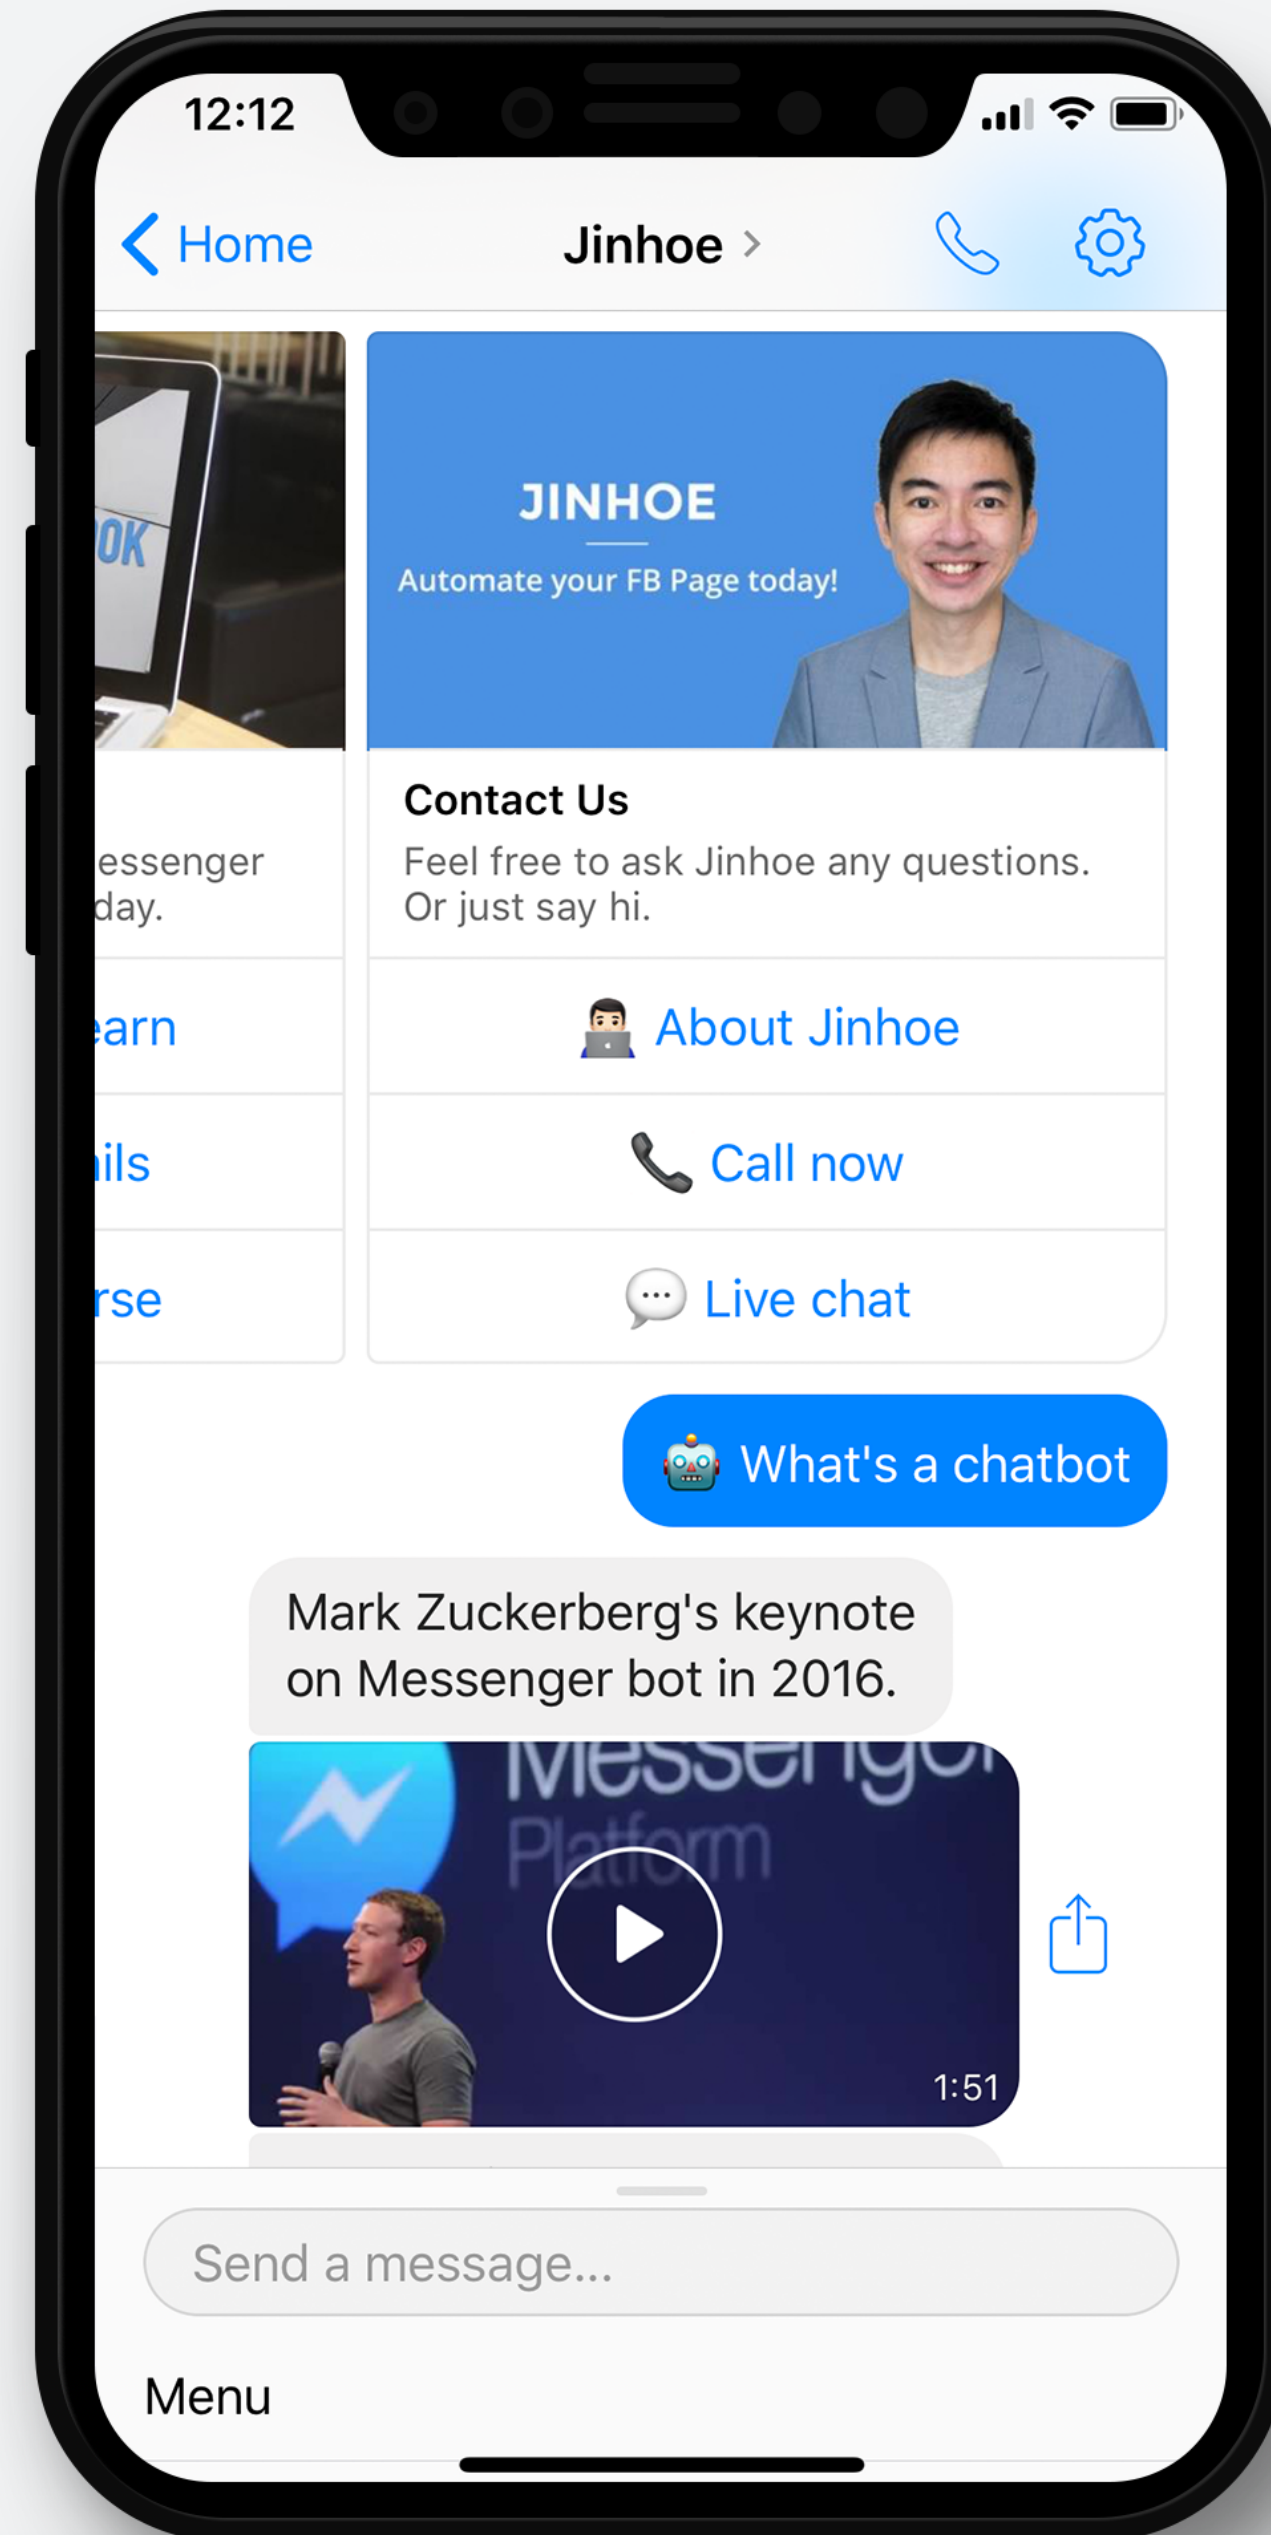 12:12
Home
Jinhoe
OK
JINHOE
Automate your FB Page today!
Contact Us
essenger
Feel free to ask Jinhoe any questions.
day.
Or just say hi.
earn
About Jinhoe
ils
Call now
rse
Live chat
What's a chatbot
Mark Zuckerberg's keynote
on Messenger bot in 2016.
Messenger
Platform
1:51
Send a message...
Menu